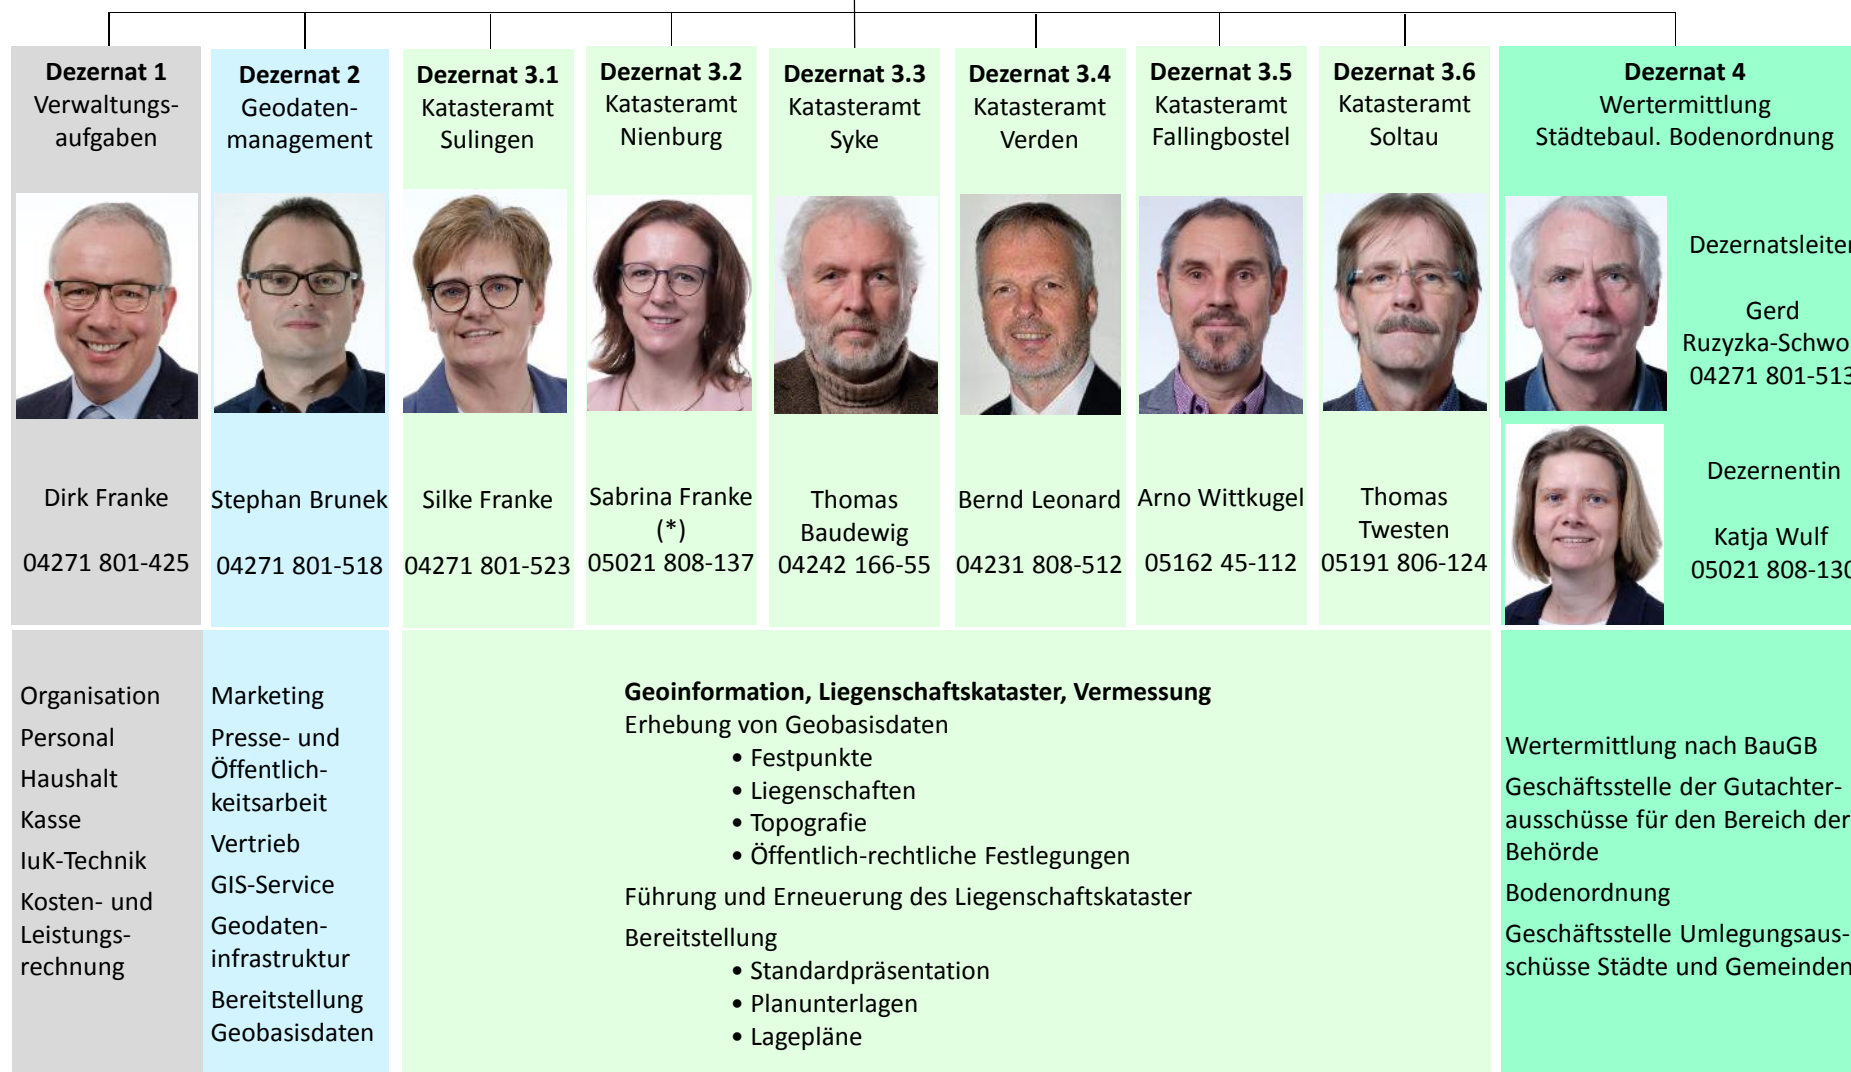 Dezernat 1
Verwaltungs-
aufgaben
Dirk Franke
04271 801-425
Organisation
Personal
Haushalt
Kasse
IuK-Technik
Kosten- und
Leistungs-
rechnung
Dezernat 2
Geodaten-
management
Stephan Brunek
04271 801-518
Marketing
Presse- und
Öffentlich-
keitsarbeit
Vertrieb
GIS-Service
Geodaten-
infrastruktur
Bereitstellung
Geobasisdaten
Dezernat 3.1
Katasteramt
Sulingen
Silke Franke
04271 801-523
Dezernat 3.2
Katasteramt
Nienburg
Sabrina Franke
(*)
05021 808-137
Dezernat 3.3
Katasteramt
Syke
Thomas
Baudewig
04242 166-55
Dezernat 3.4
Katasteramt
Verden
Bernd Leonard
04231 808-512
Dezernat 3.5
Katasteramt
Fallingbostel
Arno Wittkugel
05162 45-112
Dezernat 3.6
Katasteramt
Soltau
Thomas
Twesten
05191 806-124
Geoinformation, Liegenschaftskataster, Vermessung
Erhebung von Geobasisdaten
• Festpunkte
• Liegenschaften
• Topografie
• Öffentlich-rechtliche Festlegungen
Führung und Erneuerung des Liegenschaftskataster
Bereitstellung
• Standardpräsentation
• Planunterlagen
• Lagepläne
Dezernat 4
Wertermittlung
Städtebaul. Bodenordnung
Dezernatsleiter
Gerd
Ruzyzka-Schwo
04271 801-513
Dezernentin
Katja Wulf
05021 808-130
Wertermittlung nach BauGB
Geschäftsstelle der Gutachter-
ausschüsse für den Bereich der
Behörde
Bodenordnung
Geschäftsstelle Umlegungsaus-
schüsse Städte und Gemeinden